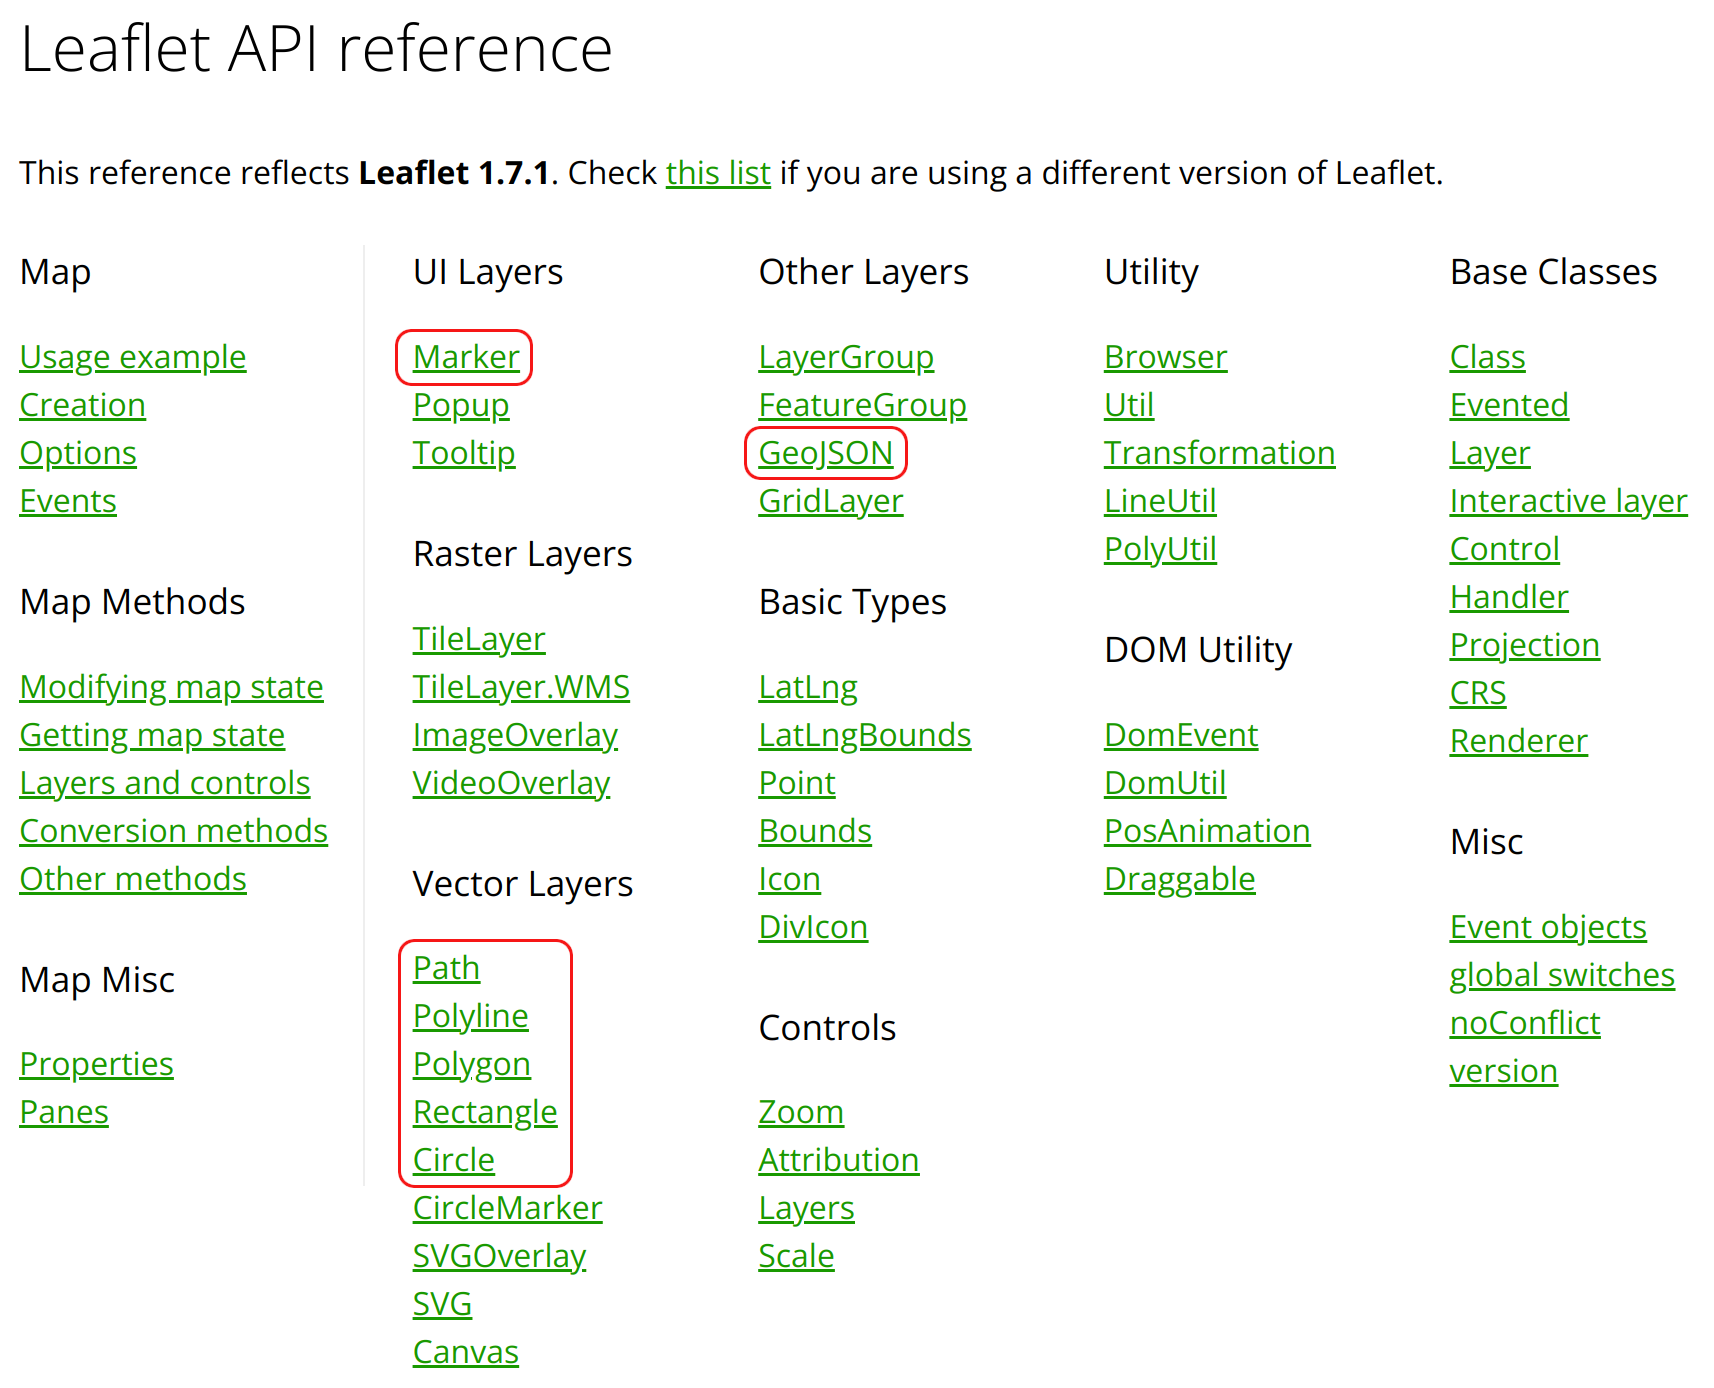 Leaflet API reference
This reference reflects Leaflet 1.7.1. Check this list if you are using a different version of Leaflet.
Map
Usage example
Creation
Options
Events
Map Methods
Modifying map state
Getting map state
Layers and controls
Conversion methods
Other methods
Map Misc
Properties
Panes
UI Layers
Marker
Popup
Tooltip
Raster Layers
TileLayer
TileLayer.WMS
ImageOverlay
VideoOverlay
Vector Layers
Path
Polyline
Polygon
Rectangle
Circle
CircleMarker
SVGOverlay
SVG
Canvas
Other Layers
LayerGroup
FeatureGroup
GeoJSON
GridLayer
Basic Types
LatLng
LatLngBounds
Point
Bounds
Icon
DivIcon
Controls
Zoom
Attribution
Layers
Scale
Utility
Browser
Util
Transformation
LineUtil
PolyUtil
DOM Utility
DomEvent
DomUtil
PosAnimation
Draggable
Base Classes
Class
Evented
Layer
Interactive layer
Control
Handler
Projection
CRS
Renderer
Misc
Event objects
global switches
noConflict
version